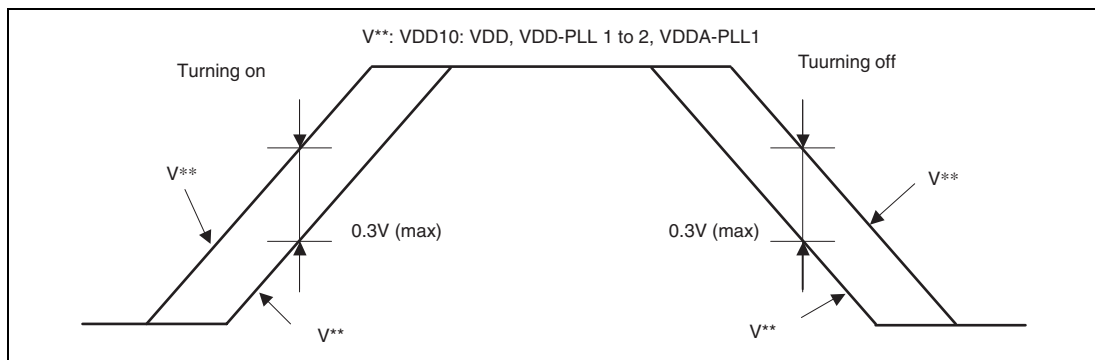 V**: VDD10: VDD, VDD-PLL 1 to 2, VDDA-PLL1
Turning on
Tuurning off
V**
V**
0.3V (max)
0.3V (max)
V**
V**